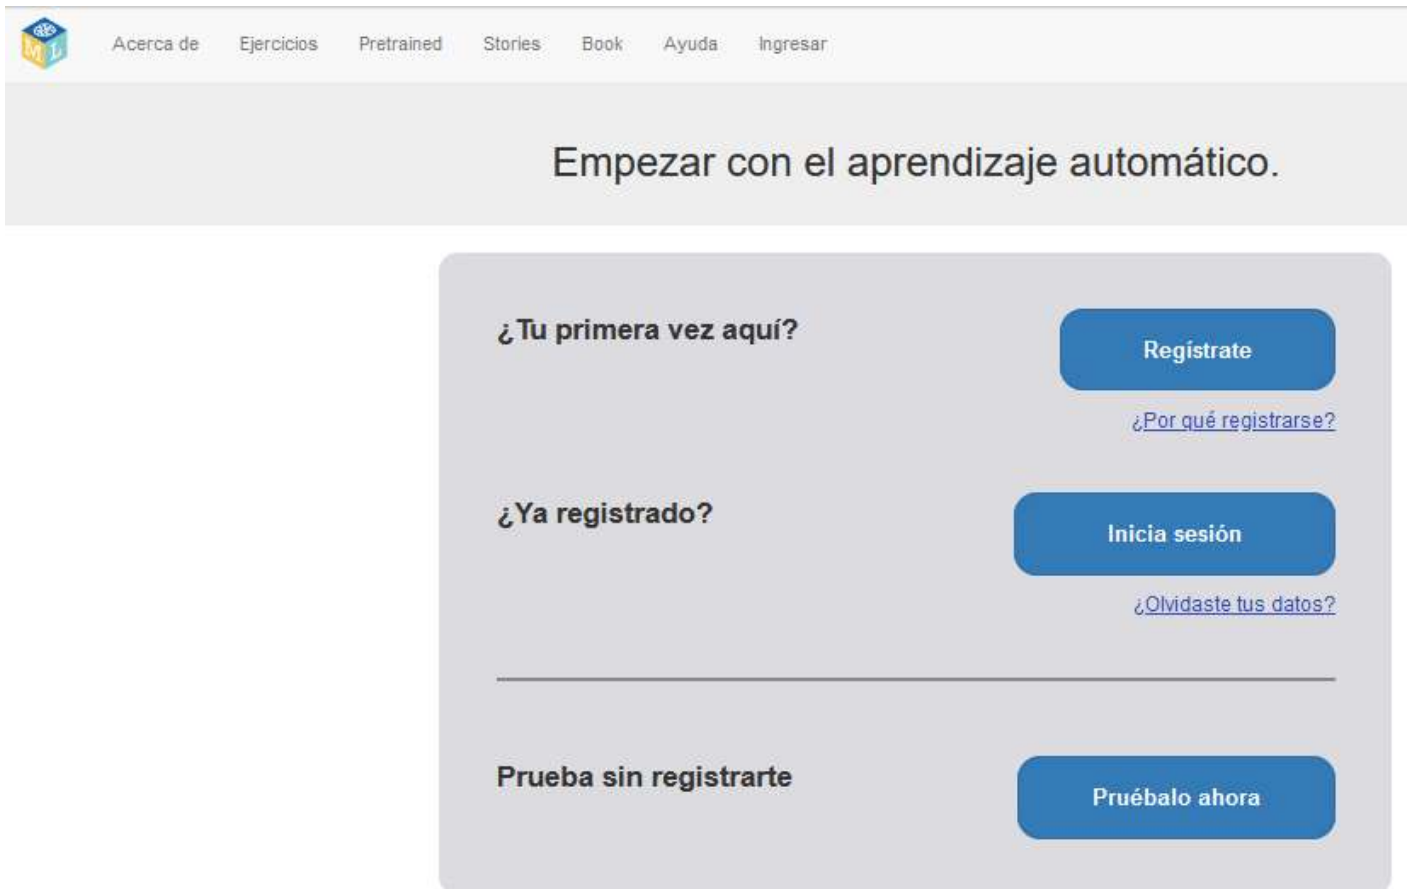 M L
Acerca de Ejercicios Pretrained Stories Book Ayuda Ingresar
Empezar con el aprendizaje automático.
¿Tu primera vez aquí?
Regístrate
¿Por qué registrarse?
¿Ya registrado?
Inicia sesión
¿Olvidaste tus datos?
Prueba sin registrarte
Pruébalo ahora